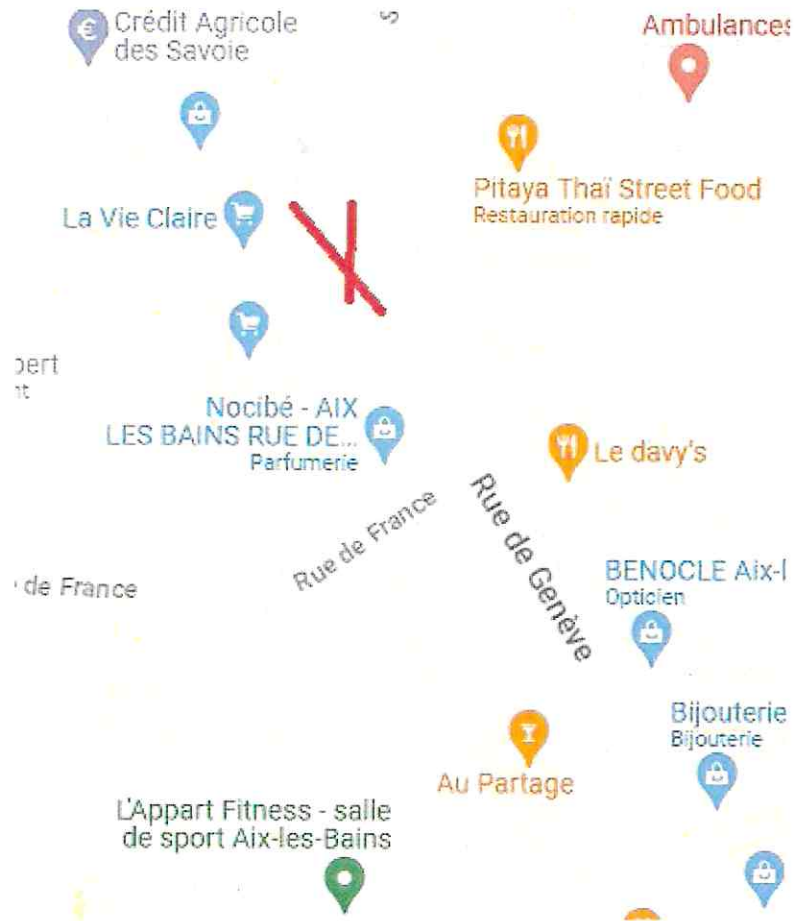 Crédit Agricole
des Savoie
Ambulances
La Vie Claire
Pitaya Thaï Street Food
Restauration rapide
Nocibé - AIX
LES BAINS RUE DE...
Parfumerie
Le davy's
Rue de France
Rue de Genève
de France
BENOCLE Aix-l
Opticien
Bijouterie
Bijouterie
Au Partage
L'Appart Fitness - salle
de sport Aix-les-Bains